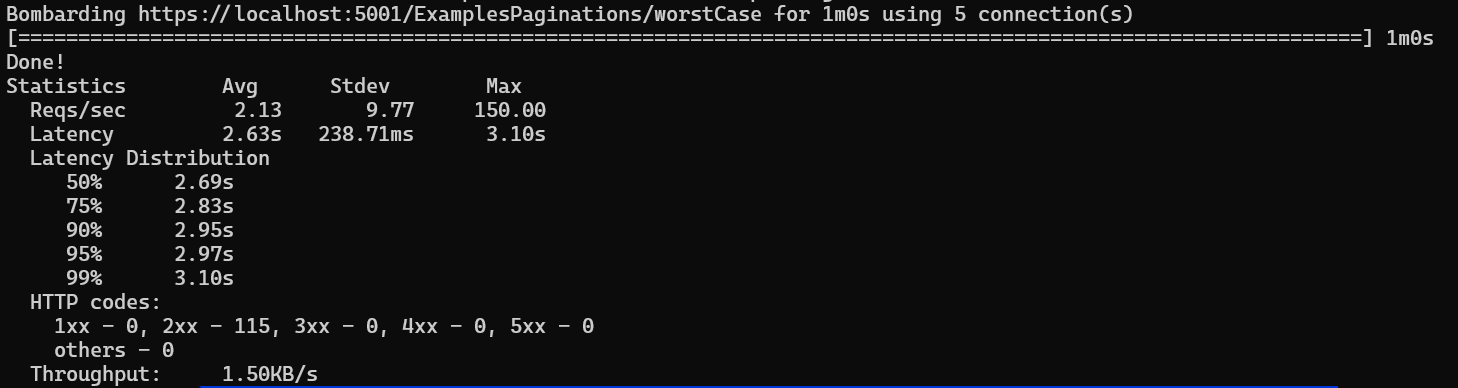 Bombarding https://localhost:5001/ExamplesPaginations/worstCase for 1m0s using 5 connection(s)
[================================================================================================================] 1m0s
Done!
Statistics        Avg      Stdev        Max
  Reqs/sec         2.13       9.77     150.00
  Latency        2.63s   238.71ms      3.10s
  Latency Distribution
     50%      2.69s
     75%      2.83s
     90%      2.95s
     95%      2.97s
     99%      3.10s
  HTTP codes:
    1xx - 0, 2xx - 115, 3xx - 0, 4xx - 0, 5xx - 0
    others - 0
  Throughput:     1.50KB/s